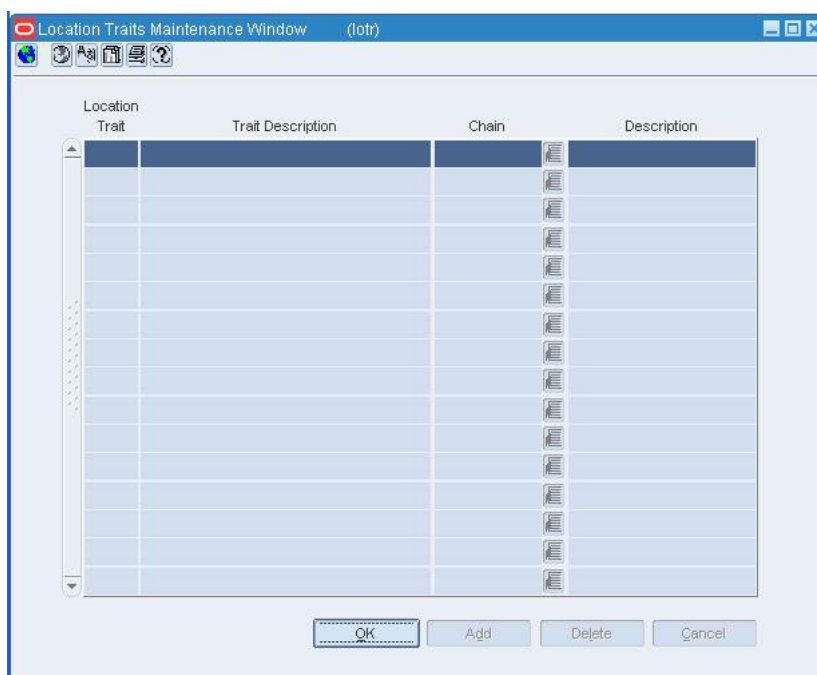 Location Traits Maintenance Window (lotr)
Location
Trait Trait Description Chain Description
OK Add Delete Cancel